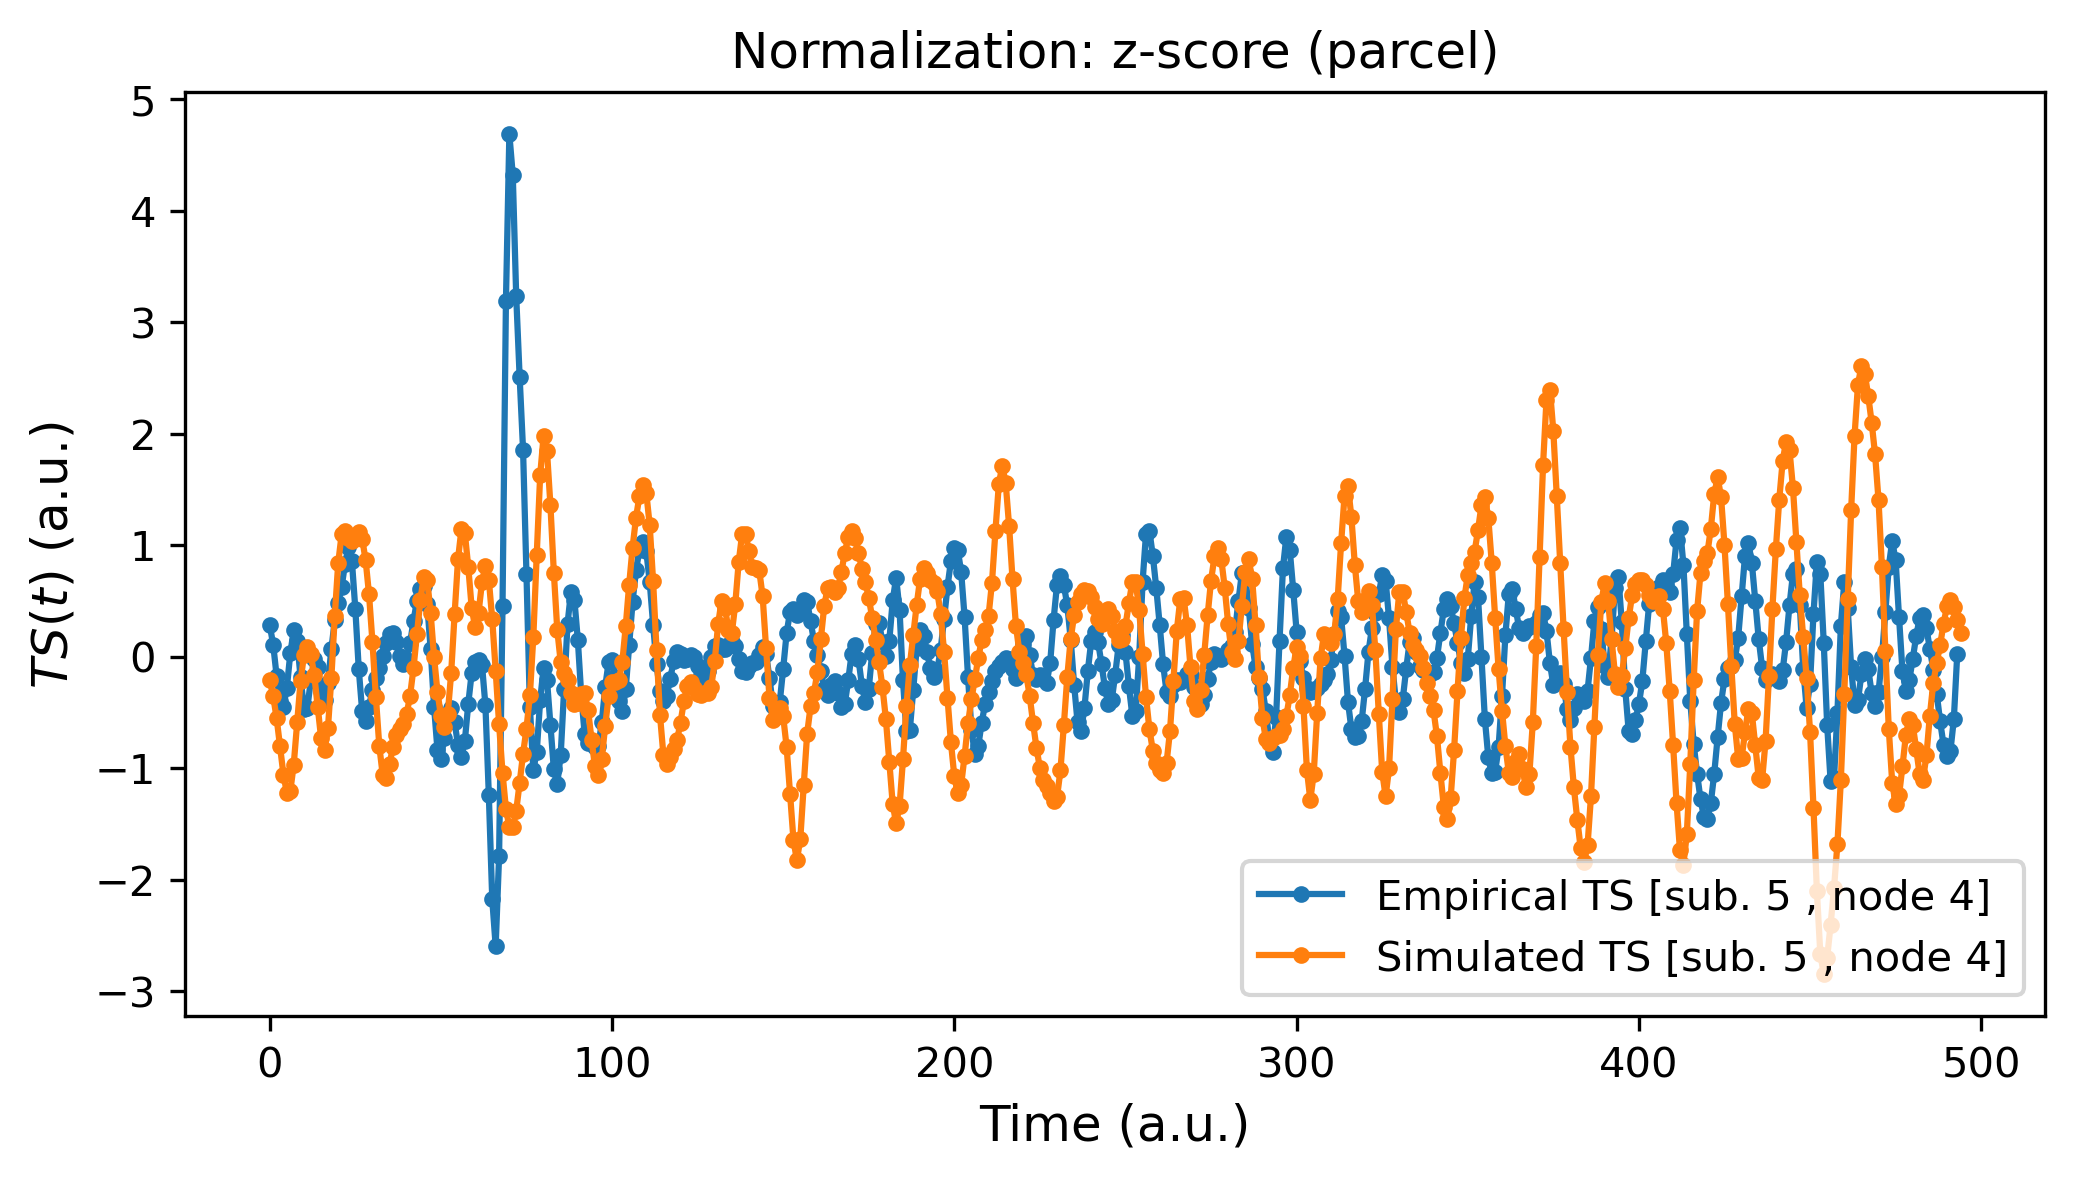 Normalization: z-score (parcel)
5
4
3
2
1
0
−1
−2
−3
TS(t) (a.u.)
Empirical TS [sub. 5 , node 4]
Simulated TS [sub. 5 , node 4]
0 100 200 300 400 500
Time (a.u.)